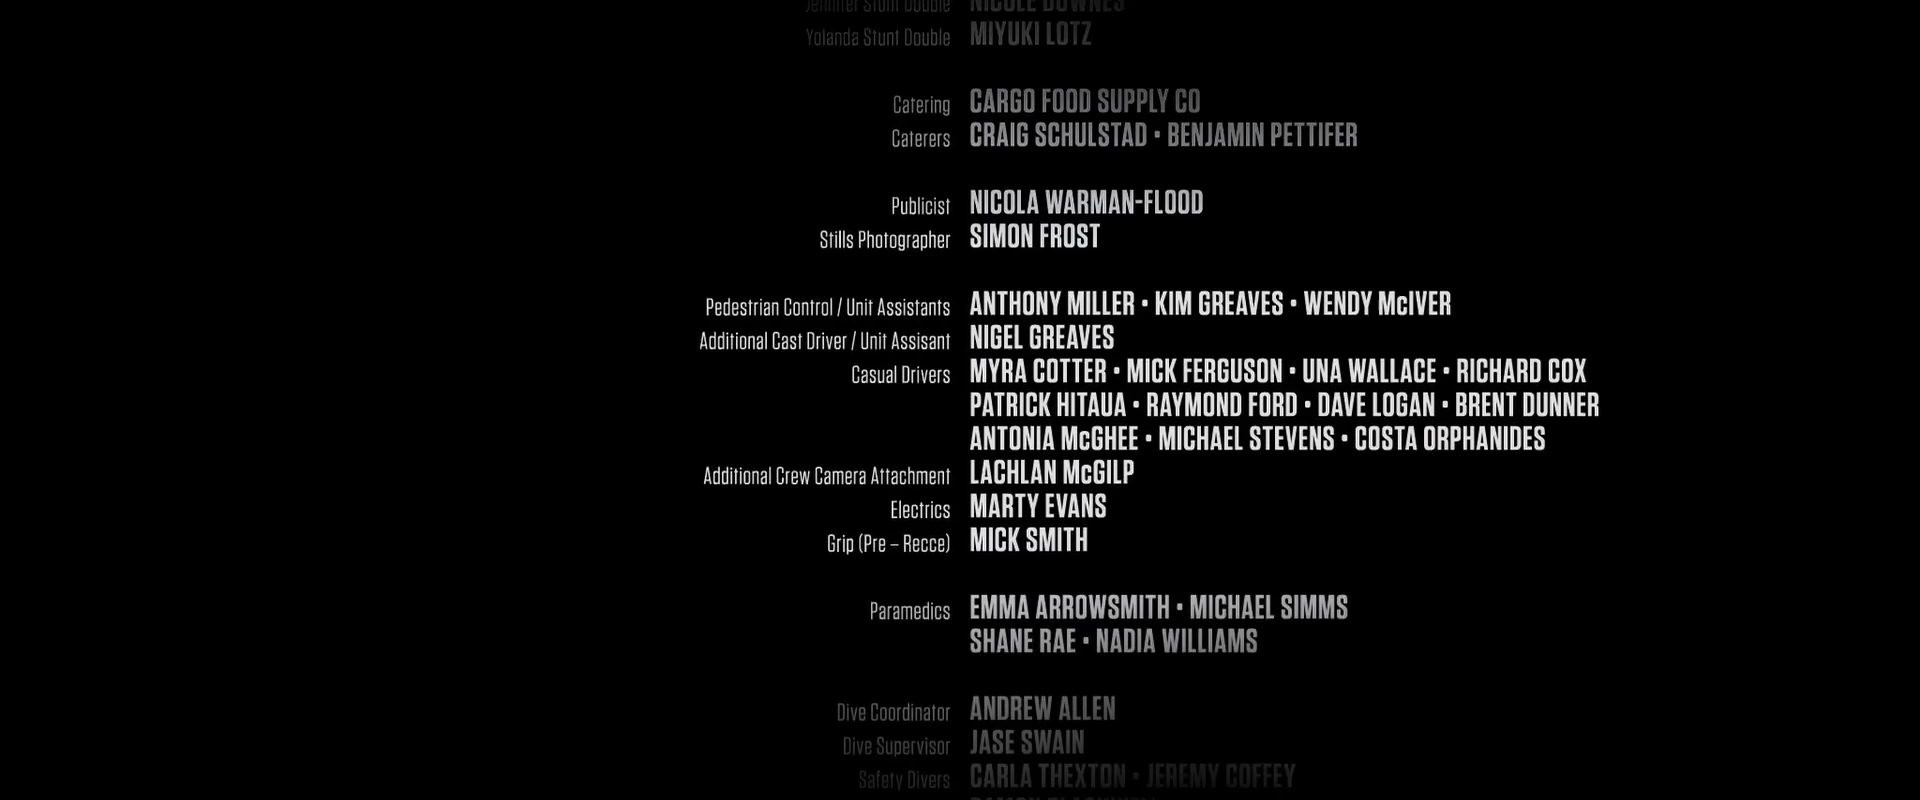 Jennifer Stunt Double NICOLE DOWNES
Yolanda Stunt Double MIYUKI LOTZ
Catering CARGO FOOD SUPPLY CO
Caterers CRAIG SCHULSTAD • BENJAMIN PETTIFER
Publicist NICOLA WARMAN-FLOOD
Stills Photographer SIMON FROST
Pedestrian Control / Unit Assistants ANTHONY MILLER • KIM GREAVES • WENDY McIVER
Additional Cast Driver / Unit Assisant NIGEL GREAVES
Casual Drivers MYRA COTTER • MICK FERGUSON • UNA WALLACE • RICHARD COX
PATRICK HITAUA • RAYMOND FORD • DAVE LOGAN • BRENT DUNNER
ANTONIA McGHEE • MICHAEL STEVENS • COSTA ORPHANIDES
Additional Crew Camera Attachment LACHLAN McGILP
Electrics MARTY EVANS
Grip (Pre – Recce) MICK SMITH
Paramedics EMMA ARROWSMITH • MICHAEL SIMMS
SHANE RAE • NADIA WILLIAMS
Dive Coordinator ANDREW ALLEN
Dive Supervisor JASE SWAIN
Safety Divers CARLA THEXTON • JEREMY COFFEY